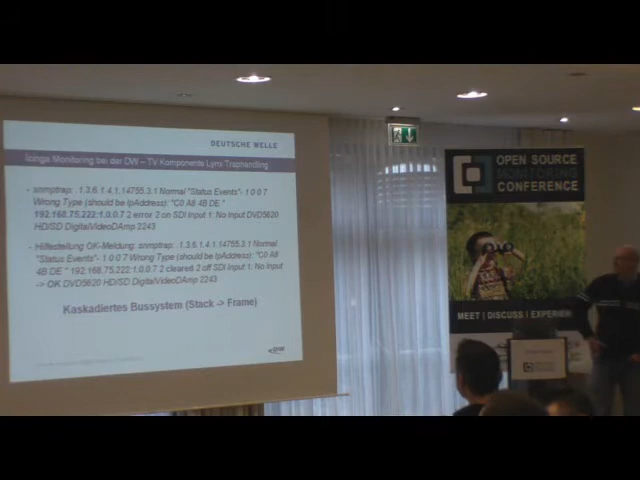 DEUTSCHE WELLE
Icinga Monitoring bei der DW – TV Komponente Lynx Traphandling
- snmptrap: .1.3.6.1.4.1.14755.3.1 Normal "Status Events"- 1 0 0 7
Wrong Type (should be IpAddress): "C0 A8 4B DE "
192.168.75.222:1.0.0.7 2 error 2 on SDI Input 1: No Input DVD5620
HD/SD DigitalVideoDAmp 2243
- Hilfestellung OK-Meldung: snmptrap: .1.3.6.1.4.1.14755.3.1 Normal
"Status Events"- 1 0 0 7 Wrong Type (should be IpAddress): "C0 A8
4B DE " 192.168.75.222:1.0.0.7 2 cleared 2 off SDI Input 1: No Input
-> OK DVD5620 HD/SD DigitalVideoDAmp 2243
Kaskadiertes Bussystem (Stack -> Frame)
OPEN SOURCE
MONITORING
CONFERENCE
MEET | DISCUSS | EXPERIEN